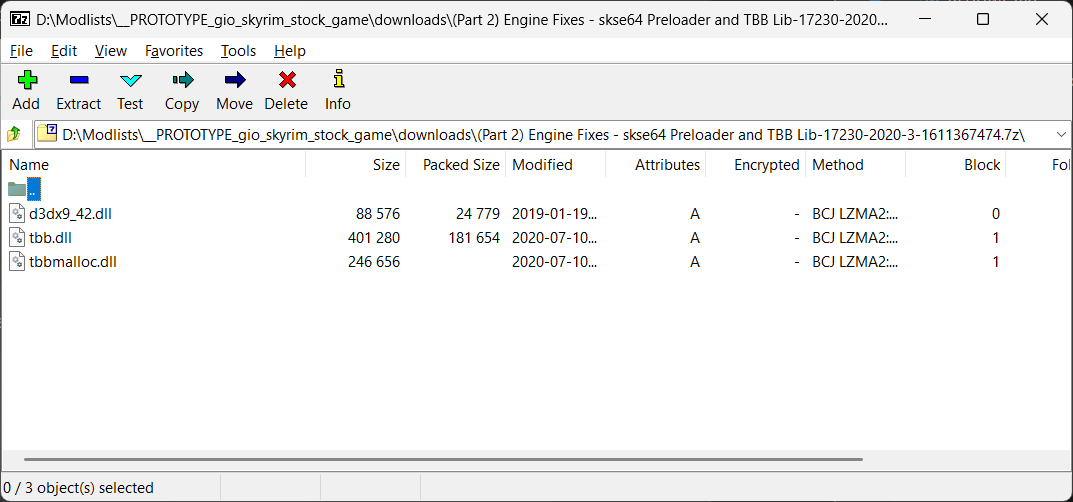 D:\Modlists\__PROTOTYPE_gio_skyrim_stock_game\downloads\(Part 2) Engine Fixes - skse64 Preloader and TBB Lib-17230-2020...
File Edit View Favorites Tools Help
Add Extract Test Copy Move Delete Info
D:\Modlists\__PROTOTYPE_gio_skyrim_stock_game\downloads\(Part 2) Engine Fixes - skse64 Preloader and TBB Lib-17230-2020-3-1611367474.7z\
Name Size Packed Size Modified Attributes Encrypted Method Block Fol
..
d3dx9_42.dll 88 576 24 779 2019-01-19... A - BCJ LZMA2:... 0
tbb.dll 401 280 181 654 2020-07-10... A - BCJ LZMA2:... 1
tbbmalloc.dll 246 656 2020-07-10... A - BCJ LZMA2:... 1
0 / 3 object(s) selected